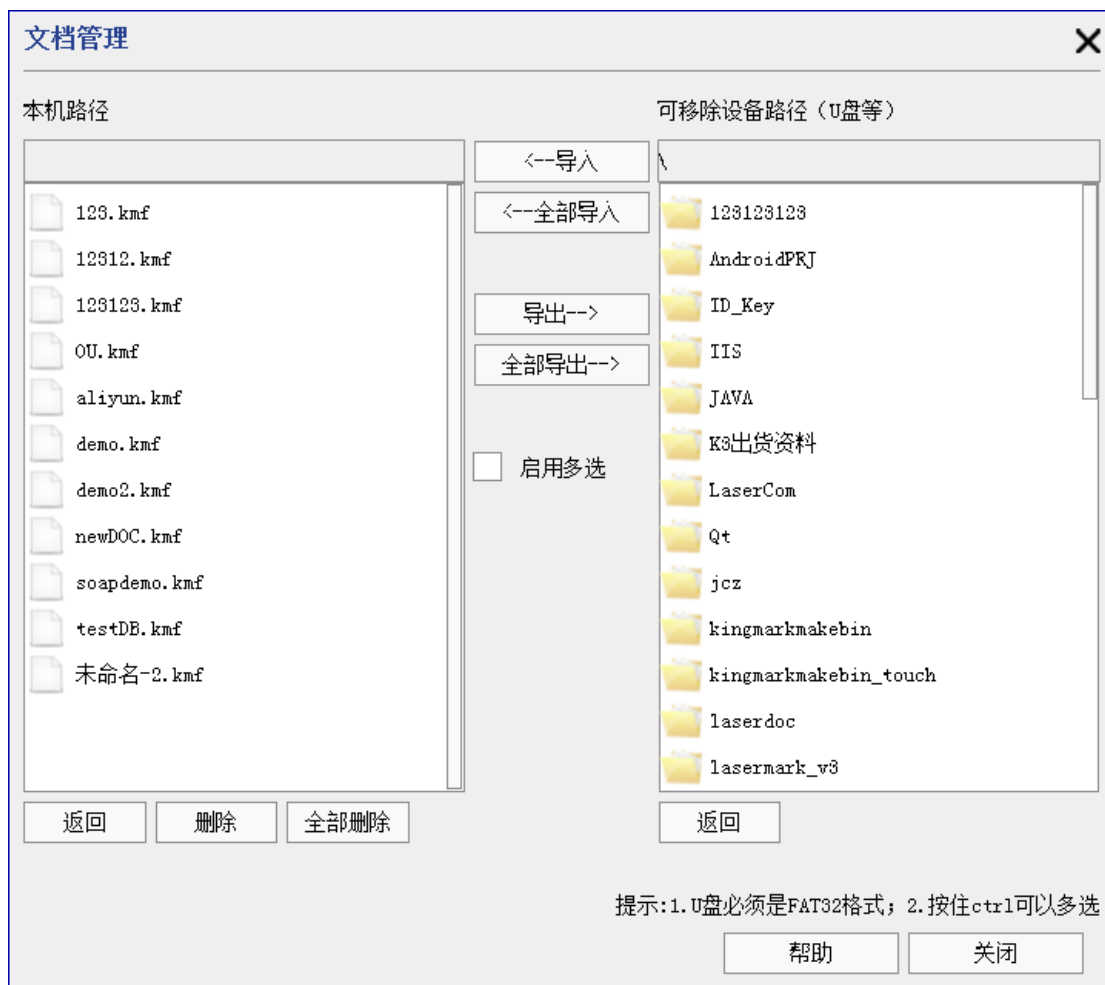 文档管理
本机路径
可移除设备路径（U盘等）
<--导入
\
<--全部导入
导出-->
全部导出-->
启用多选
123.kmf
12312.kmf
123123.kmf
OU.kmf
aliyun.kmf
demo.kmf
demo2.kmf
newDOC.kmf
soapdemo.kmf
testDB.kmf
未命名-2.kmf
123123123
AndroidPRJ
ID_Key
IIS
JAVA
K3出货资料
LaserCom
Qt
jcz
kingmarkmakebin
kingmarkmakebin_touch
laserdoc
lasermark_v3
返回
删除
全部删除
返回
提示:1.U盘必须是FAT32格式；2.按住ctrl可以多选
帮助
关闭